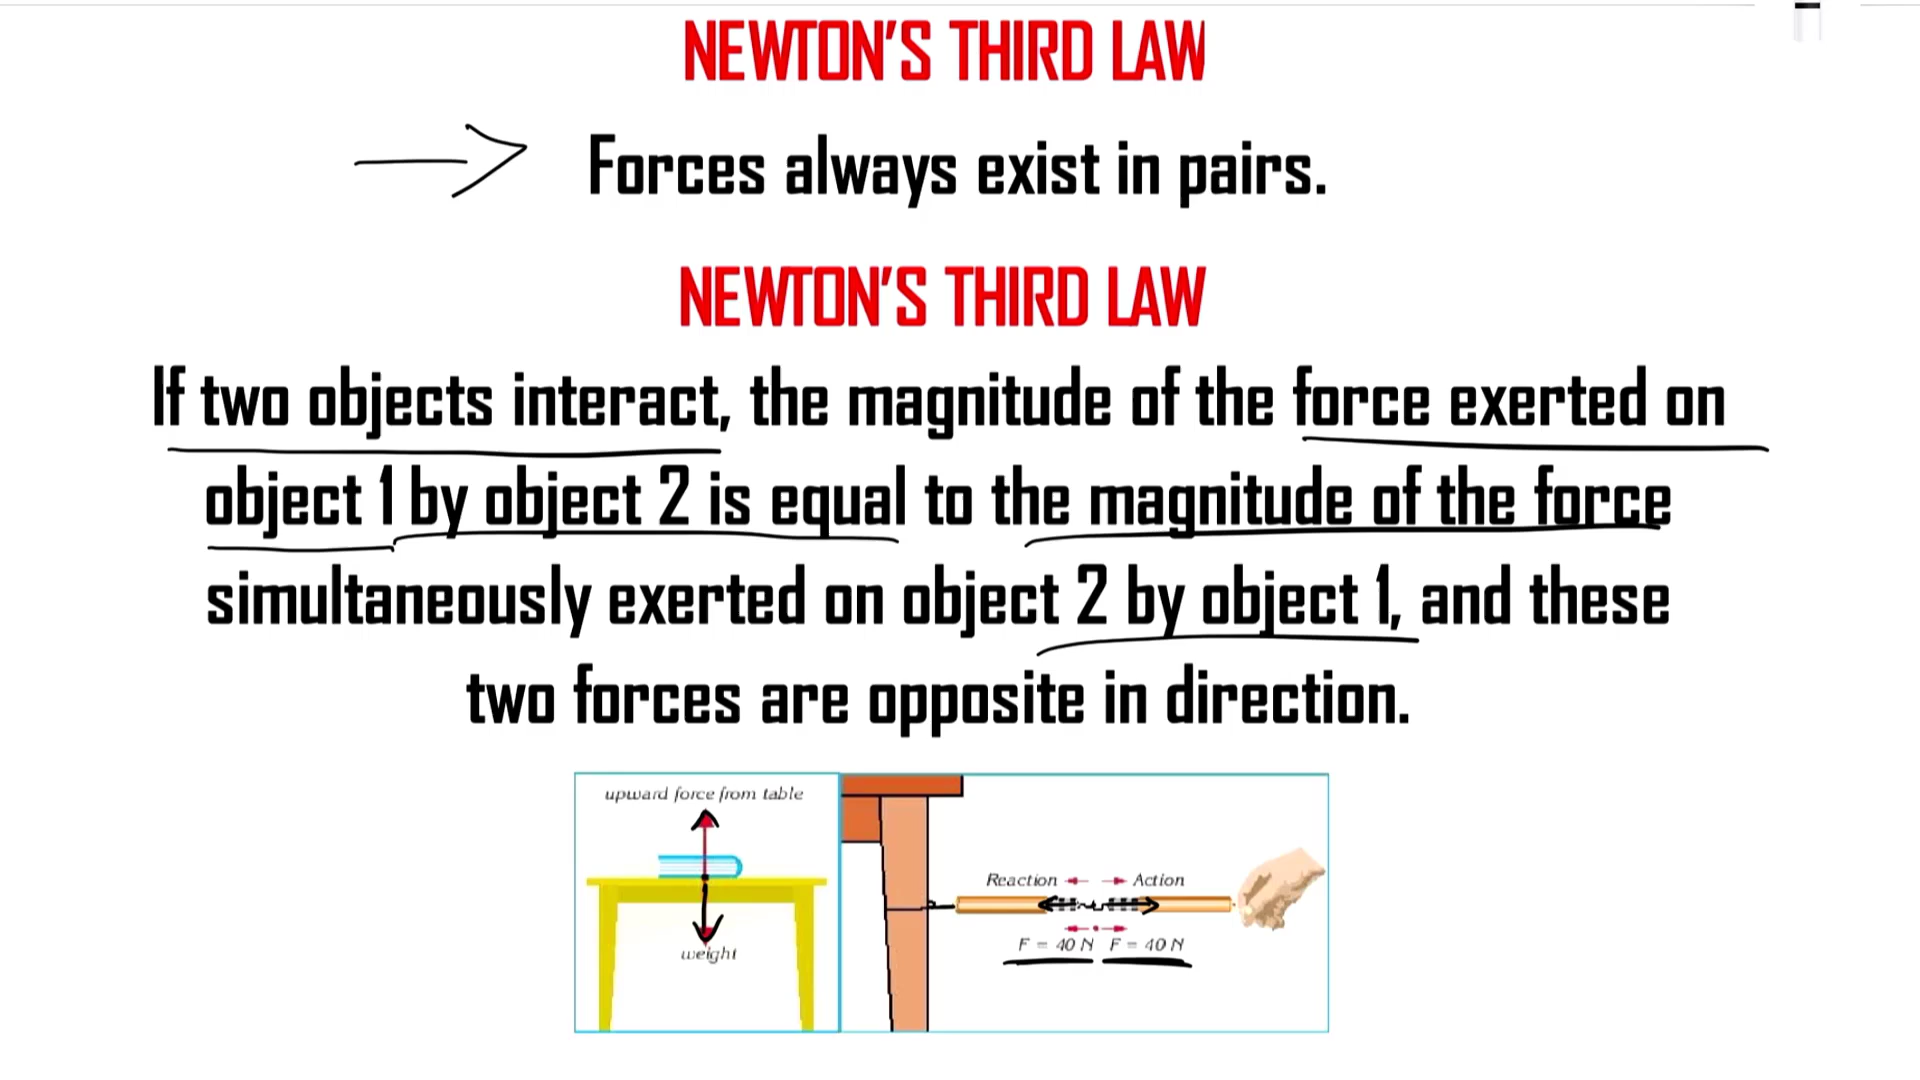 NEWTON'S THIRD LAW
Forces always exist in pairs.
NEWTON'S THIRD LAW
If two objects interact, the magnitude of the force exerted on
object 1 by object 2 is equal to the magnitude of the force
simultaneously exerted on object 2 by object 1, and these
two forces are opposite in direction.
upward force from table
weight
Reaction Action
F = 40 N F = 40 N